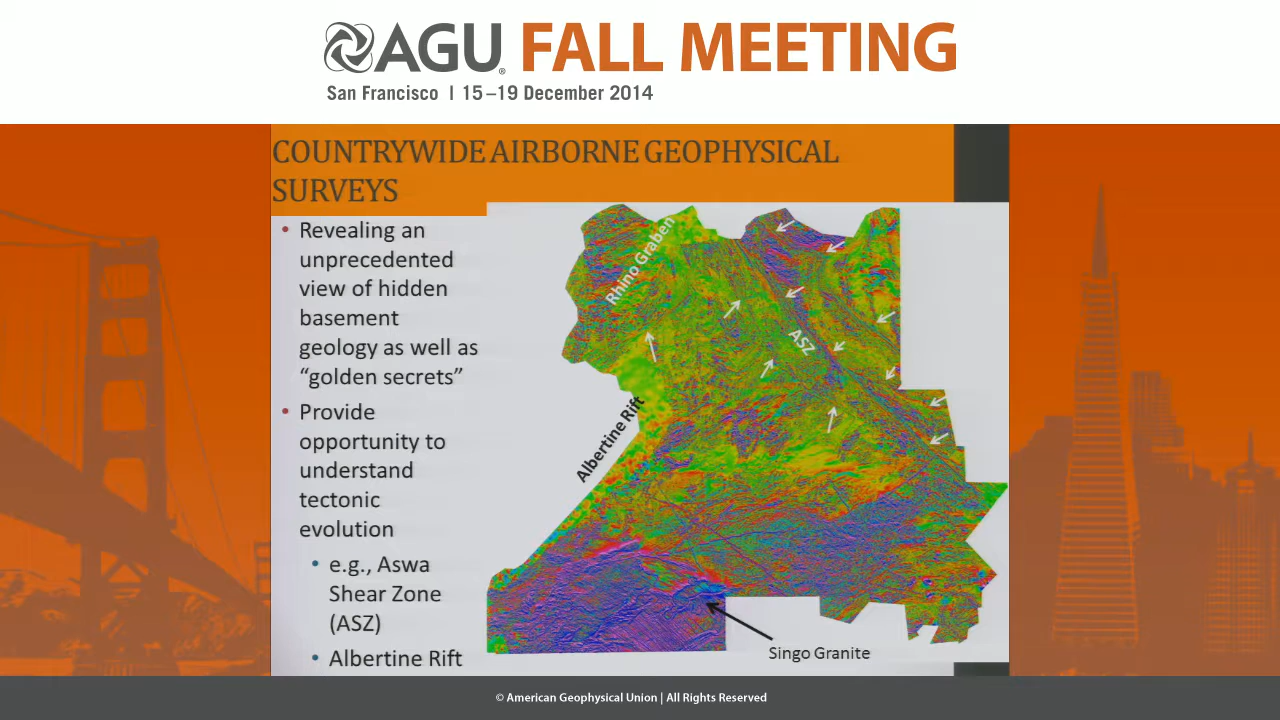 AGU® FALL MEETING
San Francisco | 15–19 December 2014
COUNTRYWIDE AIRBORNE GEOPHYSICAL
SURVEYS
• Revealing an
unprecedented
view of hidden
basement
geology as well as
“golden secrets”
• Provide
opportunity to
understand
tectonic
evolution
• e.g., Aswa
Shear Zone
(ASZ)
• Albertine Rift
Rhino Graben
ASZ
Albertine Rift
Singo Granite
© American Geophysical Union | All Rights Reserved